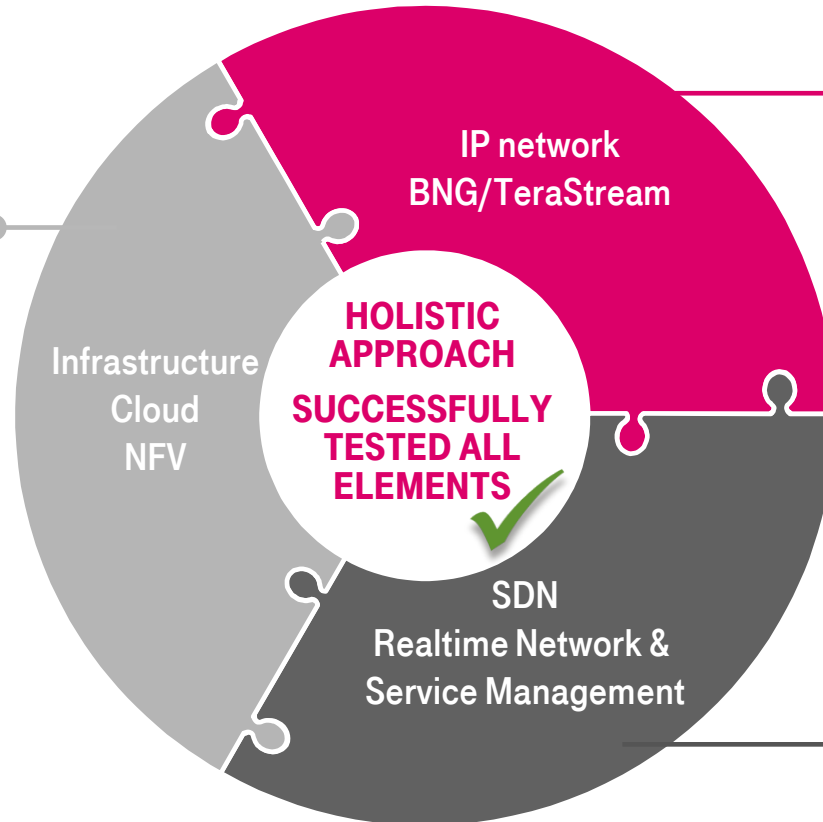 IP network
BNG/TeraStream
Infrastructure
Cloud
NFV
HOLISTIC
APPROACH
SUCCESSFULLY
TESTED ALL
ELEMENTS
SDN
Realtime Network &
Service Management